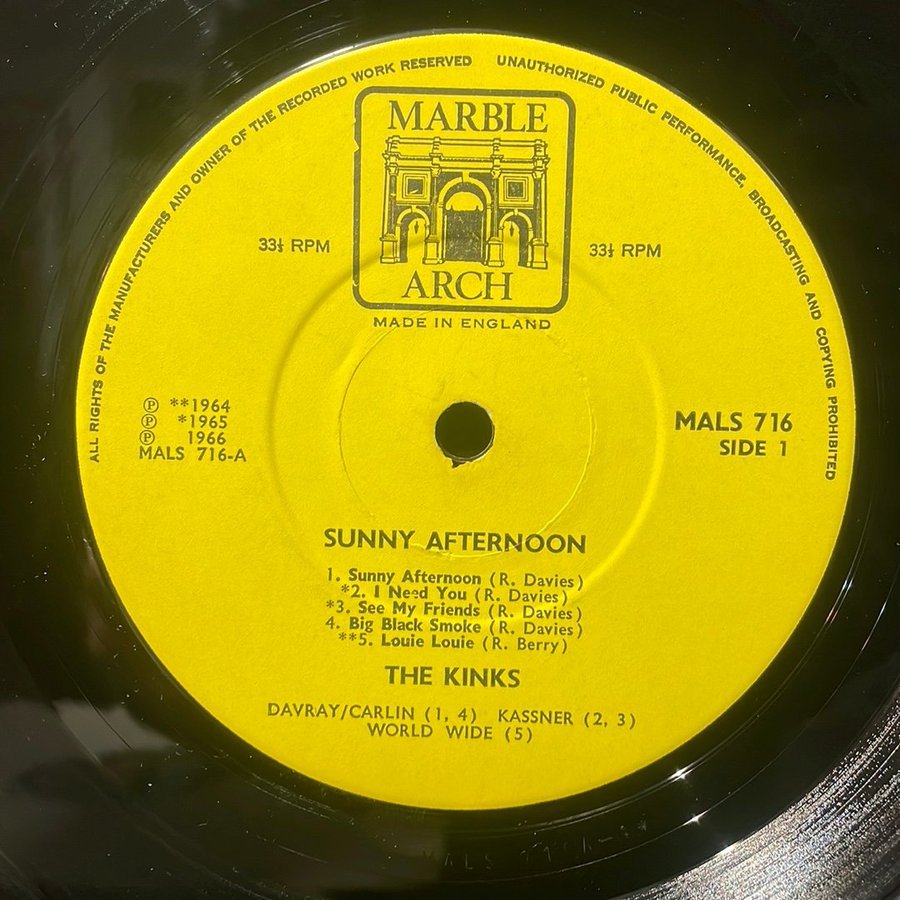 ALL RIGHTS OF THE MANUFACTURERS AND OWNER OF THE RECORDED WORK RESERVED
UNAUTHORIZED PUBLIC PERFORMANCE, BROADCASTING AND COPYING PROHIBITED
MARBLE
ARCH
33⅓ RPM
33⅓ RPM
MADE IN ENGLAND
Ⓟ **1964
Ⓟ *1965
Ⓟ 1966
MALS 716-A
MALS 716
SIDE 1
SUNNY AFTERNOON
1. Sunny Afternoon (R. Davies)
*2. I Need You (R. Davies)
*3. See My Friends (R. Davies)
4. Big Black Smoke (R. Davies)
**5. Louie Louie (R. Berry)
THE KINKS
DAVRAY/CARLIN (1, 4) KASSNER (2, 3)
WORLD WIDE (5)